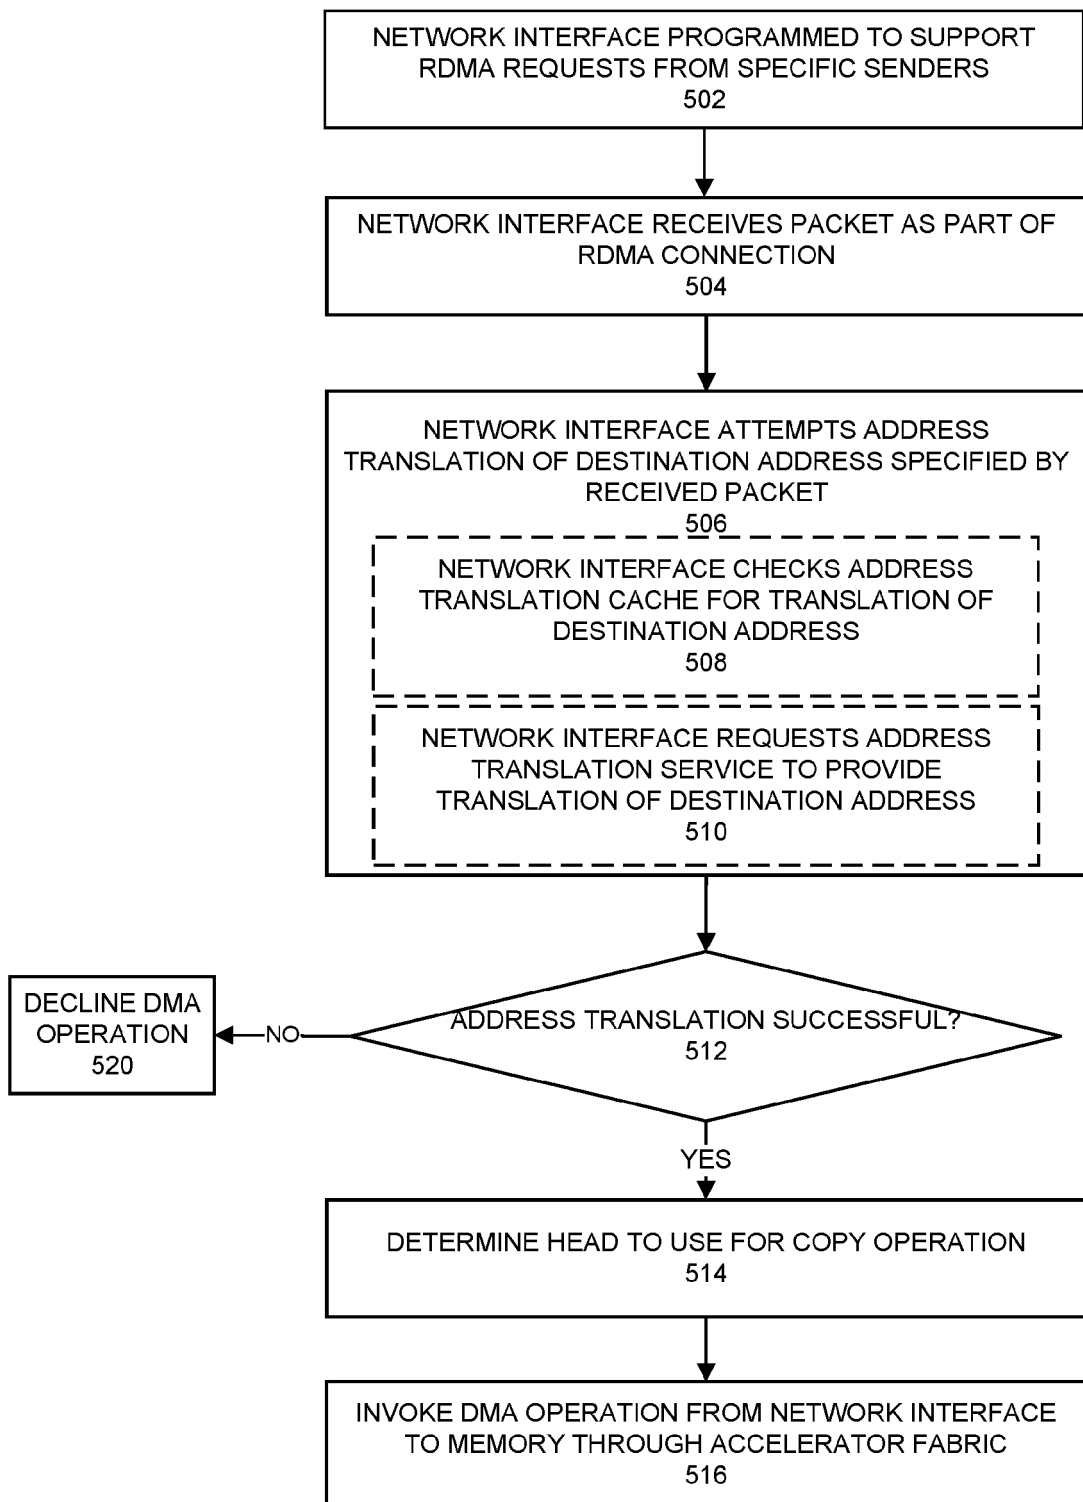 NETWORK INTERFACE PROGRAMMED TO SUPPORT
RDMA REQUESTS FROM SPECIFIC SENDERS
502
NETWORK INTERFACE RECEIVES PACKET AS PART OF
RDMA CONNECTION
504
NETWORK INTERFACE ATTEMPTS ADDRESS
TRANSLATION OF DESTINATION ADDRESS SPECIFIED BY
RECEIVED PACKET
506
NETWORK INTERFACE CHECKS ADDRESS
TRANSLATION CACHE FOR TRANSLATION OF
DESTINATION ADDRESS
508
NETWORK INTERFACE REQUESTS ADDRESS
TRANSLATION SERVICE TO PROVIDE
TRANSLATION OF DESTINATION ADDRESS
510
ADDRESS TRANSLATION SUCCESSFUL?
512
NO
DECLINE DMA
OPERATION
520
YES
DETERMINE HEAD TO USE FOR COPY OPERATION
514
INVOKE DMA OPERATION FROM NETWORK INTERFACE
TO MEMORY THROUGH ACCELERATOR FABRIC
516